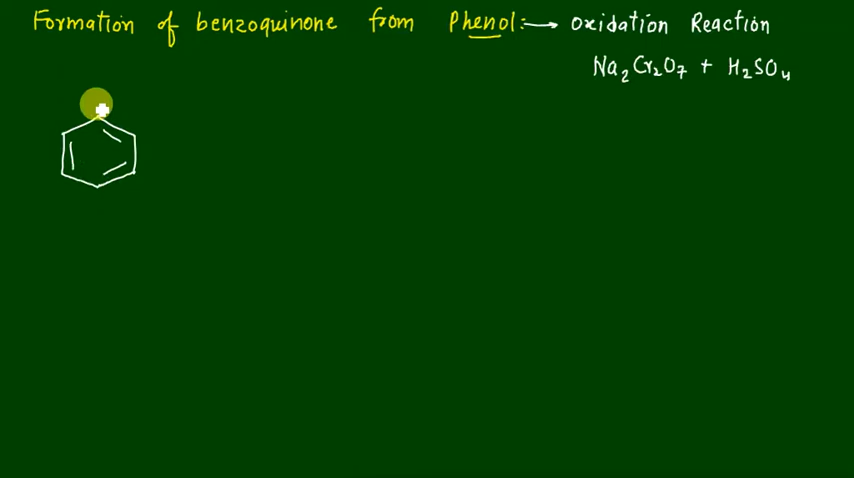 Formation of benzoquinone from Phenol:→ Oxidation Reaction
Na₂Cr₂O₇ + H₂SO₄